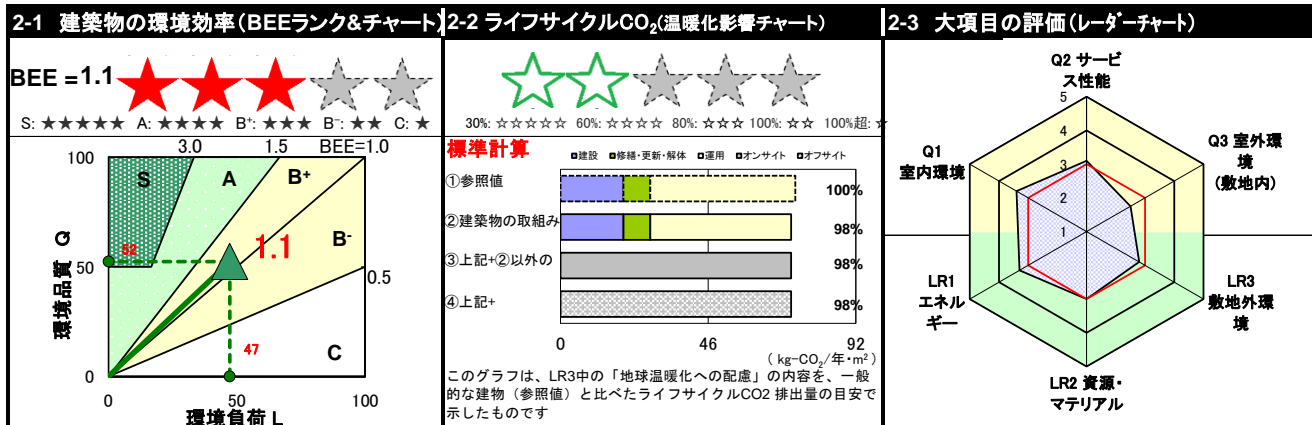 2-1 建築物の環境効率(BEEランク&チャート)
BEE = 1.1
S: ★★★★★ A: ★★★★ B⁺: ★★★ B⁻: ★★ C: ★
3.0 1.5 BEE=1.0
100
S
A
B⁺
B⁻
52
1.1
50
0.5
環境品質 Q
47
C
0
0 50 100
環境負荷 L
2-2 ライフサイクルCO₂(温暖化影響チャート)
30%: ☆☆☆☆☆ 60%: ☆☆☆☆ 80%: ☆☆☆ 100%: ☆☆ 100%超: ☆
標準計算
建設 修繕・更新・解体 運用 オンサイト オフサイト
①参照値 100%
②建築物の取組み 98%
③上記+②以外の 98%
④上記+ 98%
0 46 92
( kg-CO₂/年・m² )
このグラフは、LR3中の「地球温暖化への配慮」の内容を、一般
的な建物(参照値)と比べたライフサイクルCO2 排出量の目安で
示したものです
2-3 大項目の評価(レーダーチャート)
Q2 サービ
ス性能
5
4
3
2
1
Q1
室内環境
Q3 室外環
境
(敷地内)
LR1
エネル
ギー
LR3
敷地外環
境
LR2 資源・
マテリアル